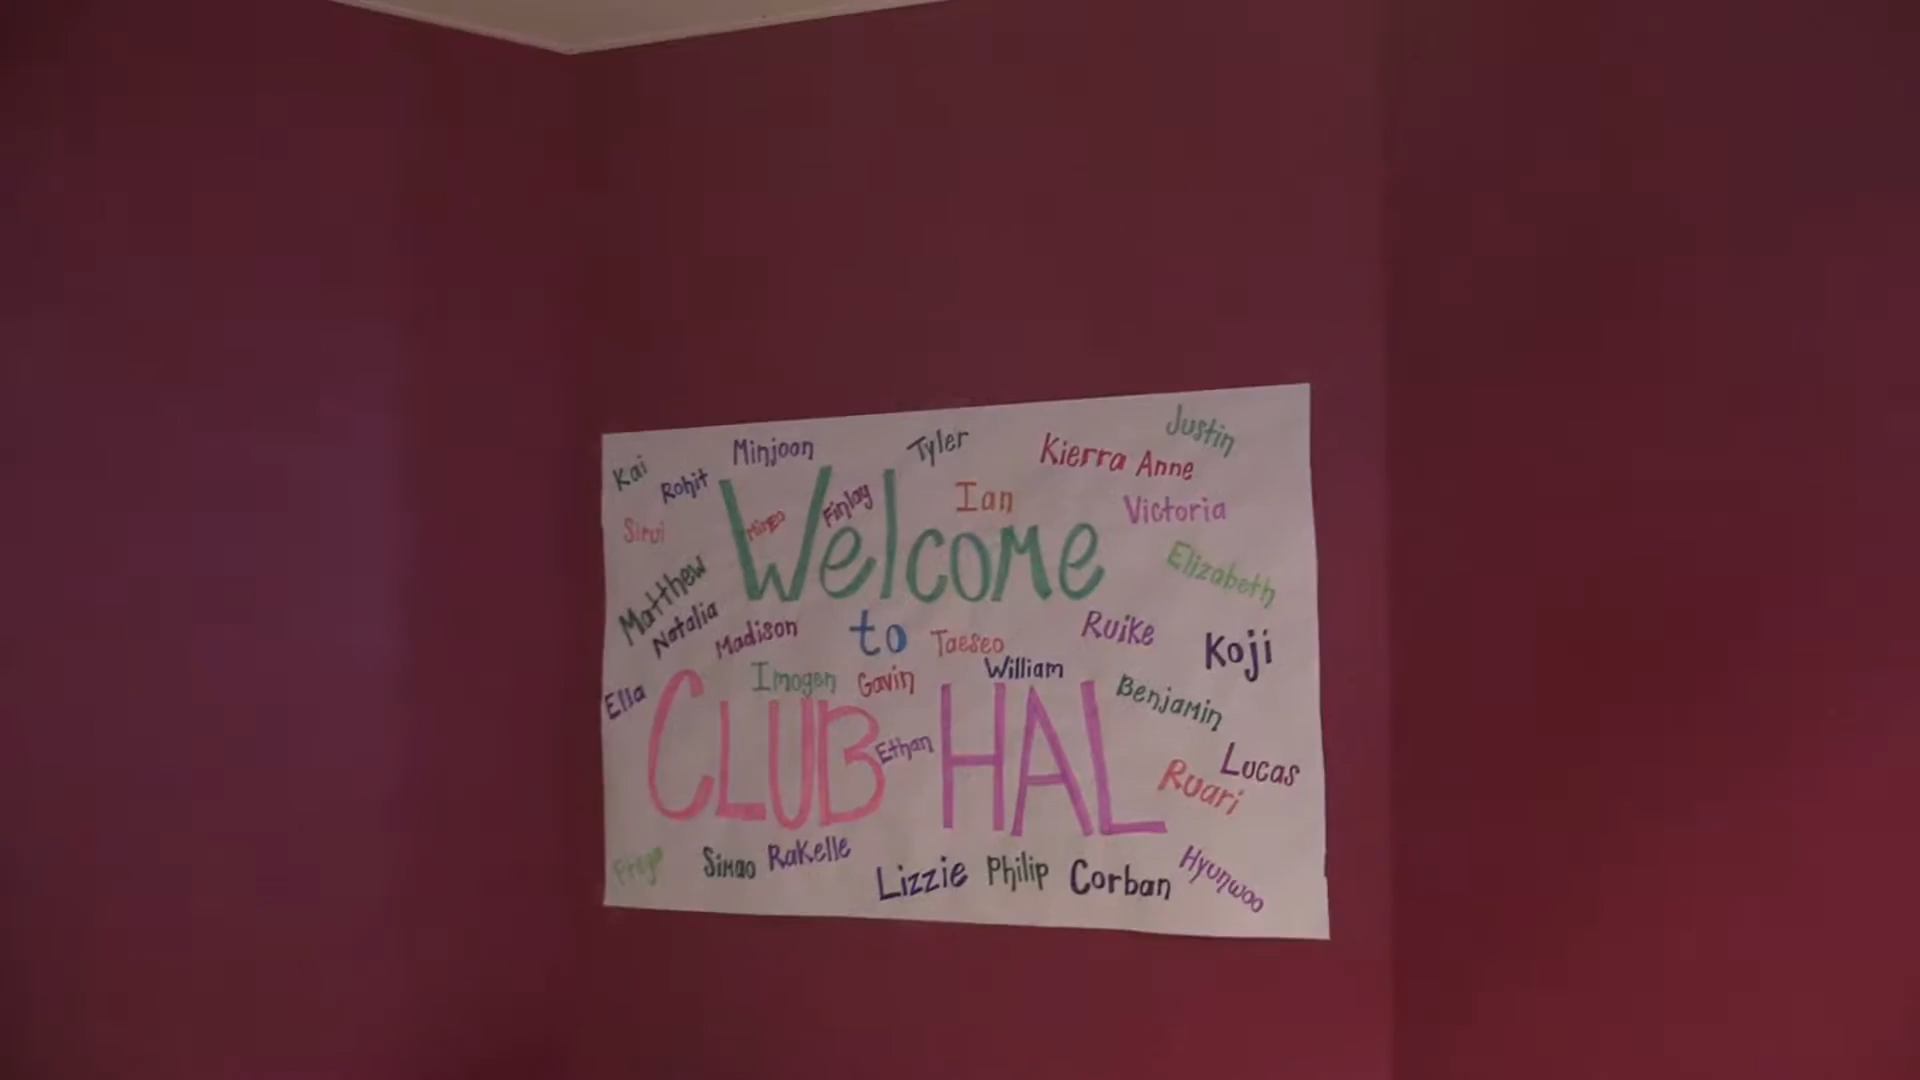 Justin
Minjoon
Tyler
Kierra Anne
Kai
Rohit
Finlay
Ian
Victoria
Welcome
Elizabeth
Matthew
Natalia
Madison
to
Taeseo
Ruike
Koji
William
Imogen
Gavin
Ella
Benjamin
CLUB HAL
Ethan
Lucas
Ruari
Simao
Rakelle
Lizzie
Philip
Corban
Hyunwoo